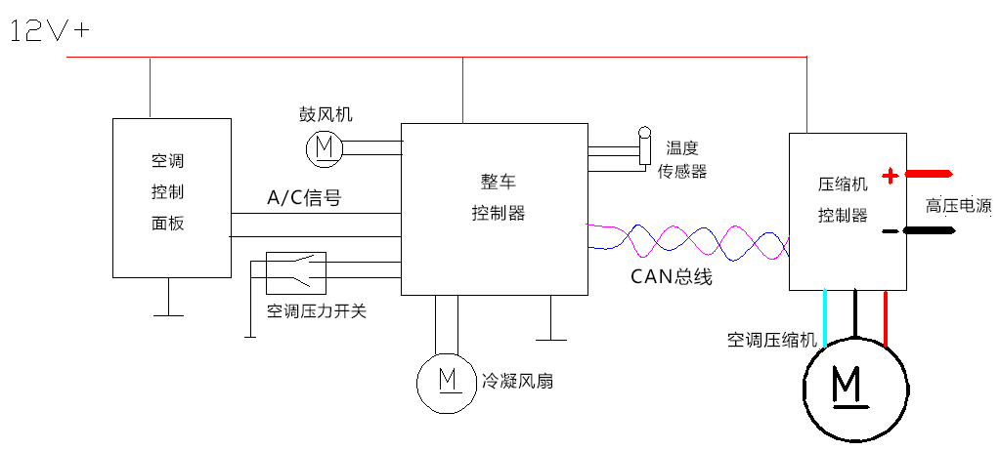 12V+
鼓风机
M
空调
控制
面板
A/C信号
整车
控制器
温度
传感器
压缩机
控制器
+
高压电源
-
CAN总线
空调压力开关
空调压缩机
M
冷凝风扇
M